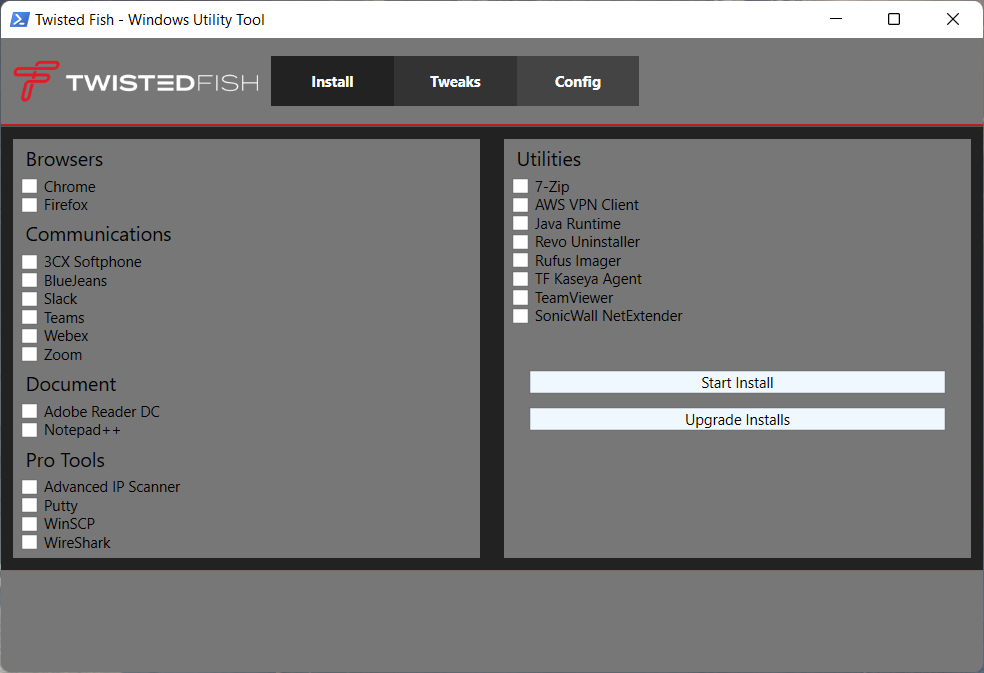 Twisted Fish - Windows Utility Tool
TWISTEDFISH
Install
Tweaks
Config
Browsers
Chrome
Firefox
Communications
3CX Softphone
BlueJeans
Slack
Teams
Webex
Zoom
Document
Adobe Reader DC
Notepad++
Pro Tools
Advanced IP Scanner
Putty
WinSCP
WireShark
Utilities
7-Zip
AWS VPN Client
Java Runtime
Revo Uninstaller
Rufus Imager
TF Kaseya Agent
TeamViewer
SonicWall NetExtender
Start Install
Upgrade Installs